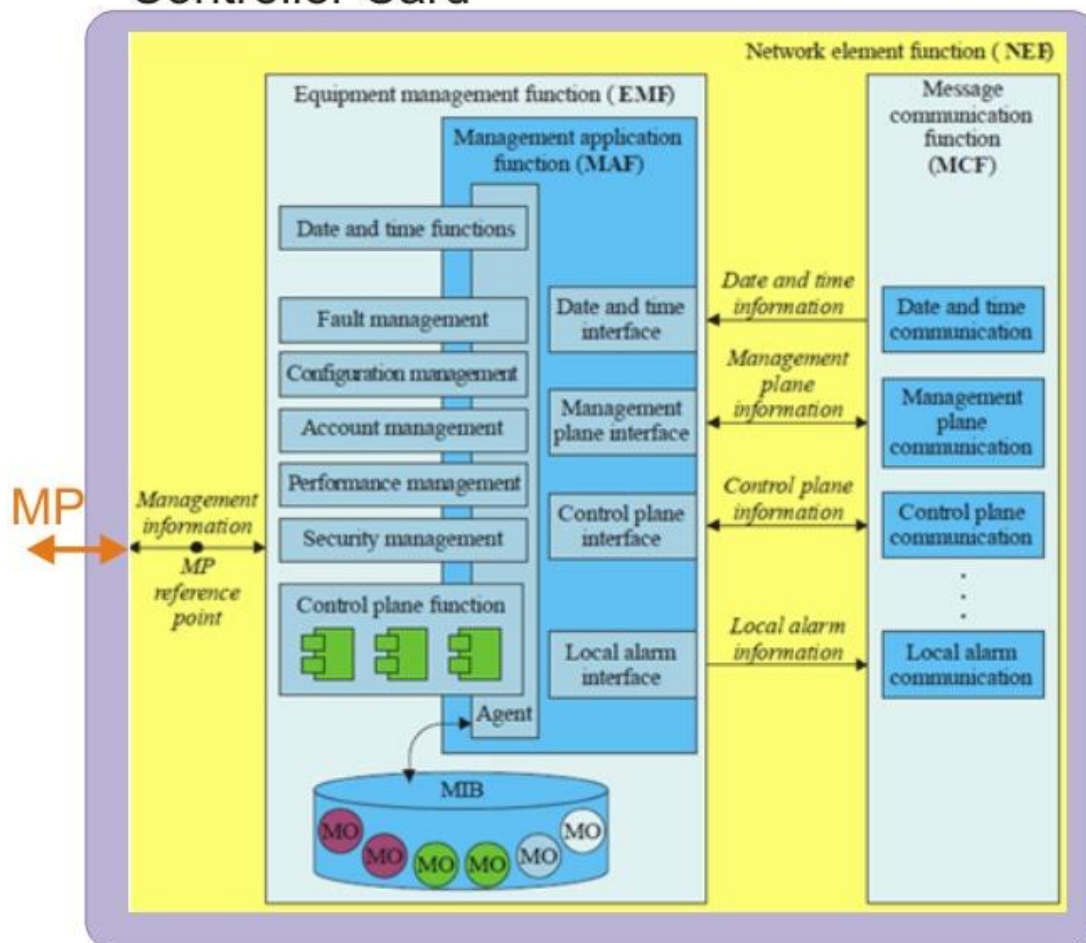 Controller Card
Network element function ( NEF)
Equipment management function ( EMF)
Message
communication
function
(MCF)
Management application
function (MAF)
Date and time functions
Fault management
Configuration management
Account management
Performance management
Security management
Control plane function
Date and time
interface
Management
plane interface
Control plane
interface
Local alarm
interface
Agent
Date and time
information
Management
plane
information
Control plane
information
Local alarm
information
Date and time
communication
Management
plane
communication
Control plane
communication
Local alarm
communication
MP
Management
information
MP
reference
point
MIB
MO
MO
MO
MO
MO
MO